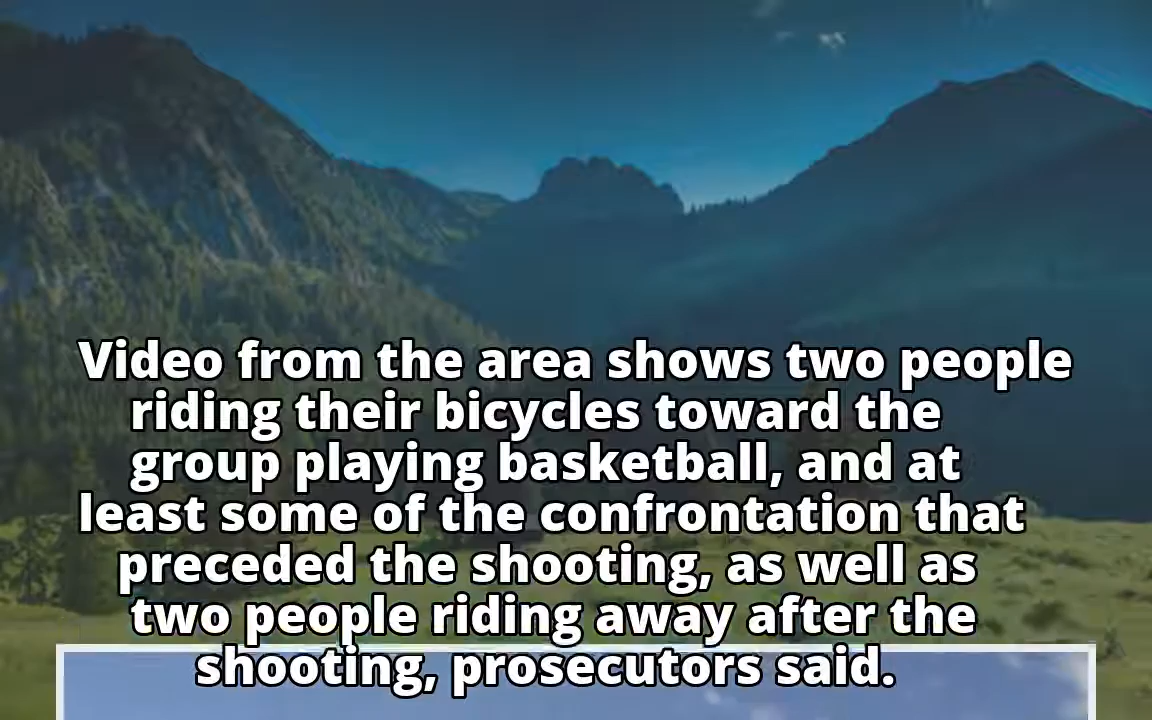 Video from the area shows two people
riding their bicycles toward the
group playing basketball, and at
least some of the confrontation that
preceded the shooting, as well as
two people riding away after the
shooting, prosecutors said.